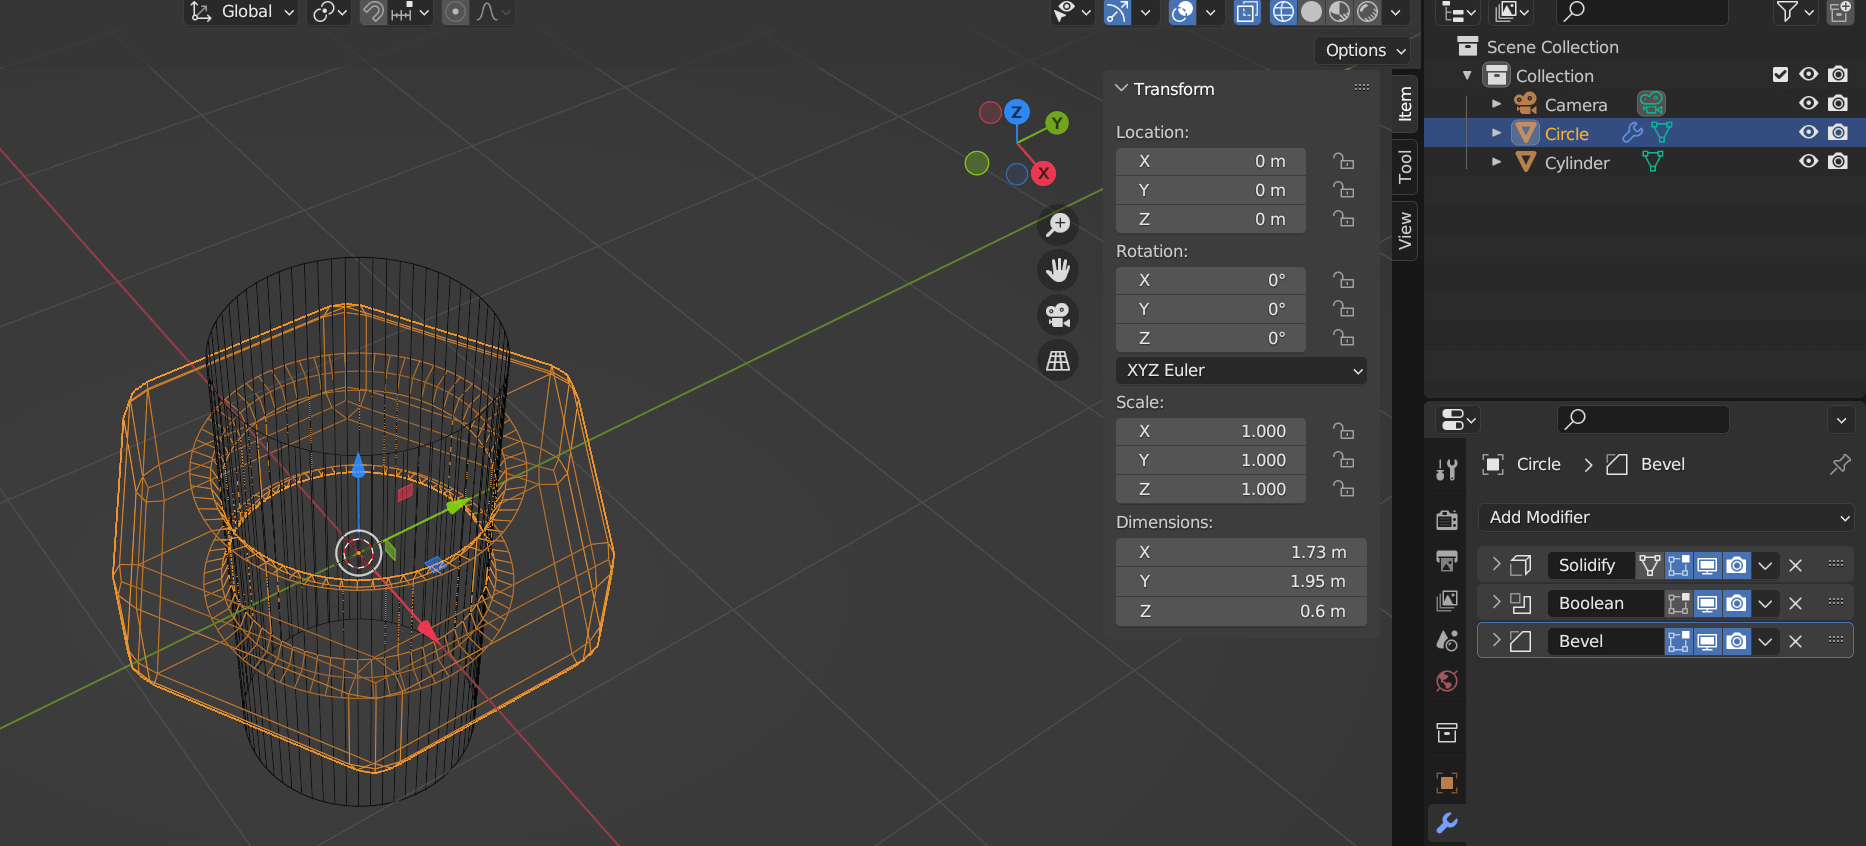 Global
Options
Transform
Location:
X 0 m
Y 0 m
Z 0 m
Rotation:
X 0°
Y 0°
Z 0°
XYZ Euler
Scale:
X 1.000
Y 1.000
Z 1.000
Dimensions:
X 1.73 m
Y 1.95 m
Z 0.6 m
Item
Tool
View
Z
Y
X
Scene Collection
Collection
Camera
Circle
Cylinder
Circle > Bevel
Add Modifier
Solidify
Boolean
Bevel